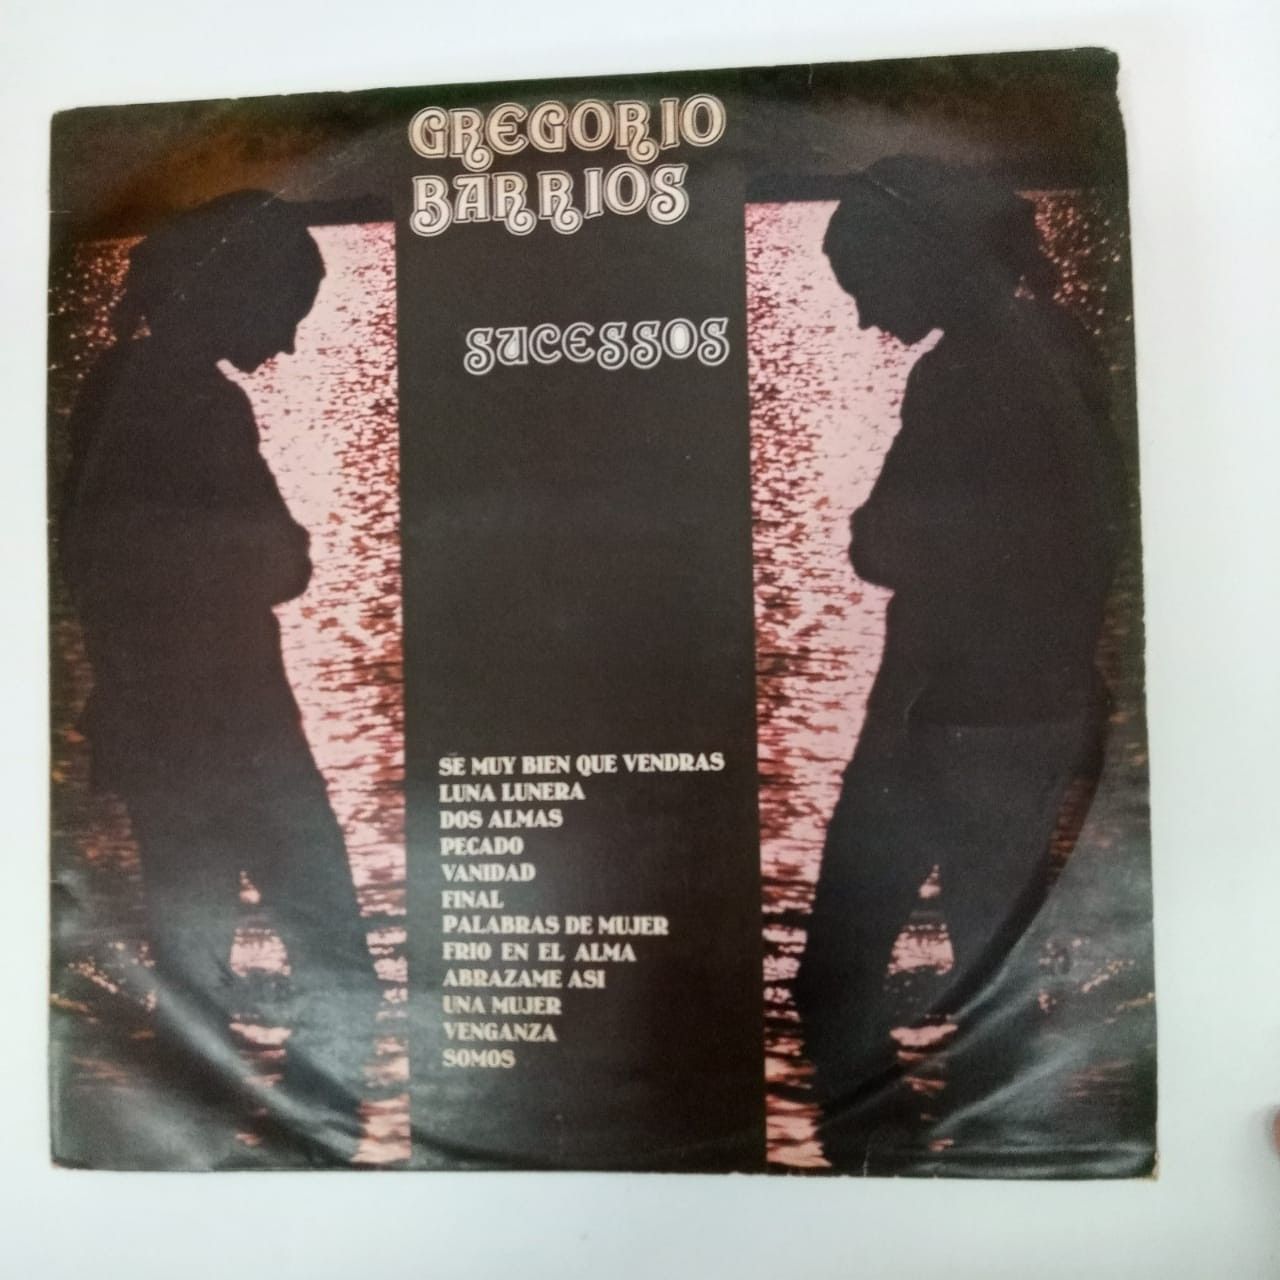 GREGORIO
BARRIOS
SUCESSOS
SE MUY BIEN QUE VENDRAS
LUNA LUNERA
DOS ALMAS
PECADO
VANIDAD
FINAL
PALABRAS DE MUJER
FRIO EN EL ALMA
ABRAZAME ASI
UNA MUJER
VENGANZA
SOMOS